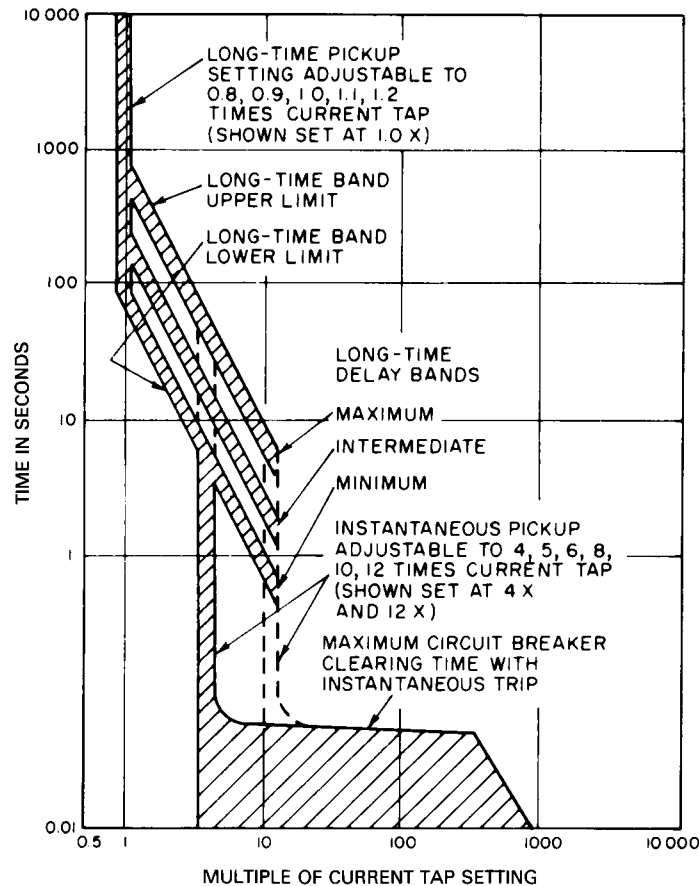 10 000
LONG-TIME PICKUP
SETTING ADJUSTABLE TO
0.8, 0.9, 1.0, 1.1, 1.2
TIMES CURRENT TAP
(SHOWN SET AT 1.0 X)
1000
LONG-TIME BAND
UPPER LIMIT
LONG-TIME BAND
LOWER LIMIT
100
LONG-TIME
DELAY BANDS
TIME IN SECONDS
10
MAXIMUM
INTERMEDIATE
MINIMUM
INSTANTANEOUS PICKUP
ADJUSTABLE TO 4, 5, 6, 8,
10, 12 TIMES CURRENT TAP
(SHOWN SET AT 4 X
AND 12 X)
1
MAXIMUM CIRCUIT BREAKER
CLEARING TIME WITH
INSTANTANEOUS TRIP
0.01
0.5 1 10 100 1000 10 000
MULTIPLE OF CURRENT TAP SETTING